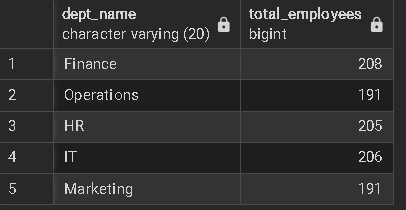 dept_name total_employees
character varying (20) bigint
1 Finance 208
2 Operations 191
3 HR 205
4 IT 206
5 Marketing 191